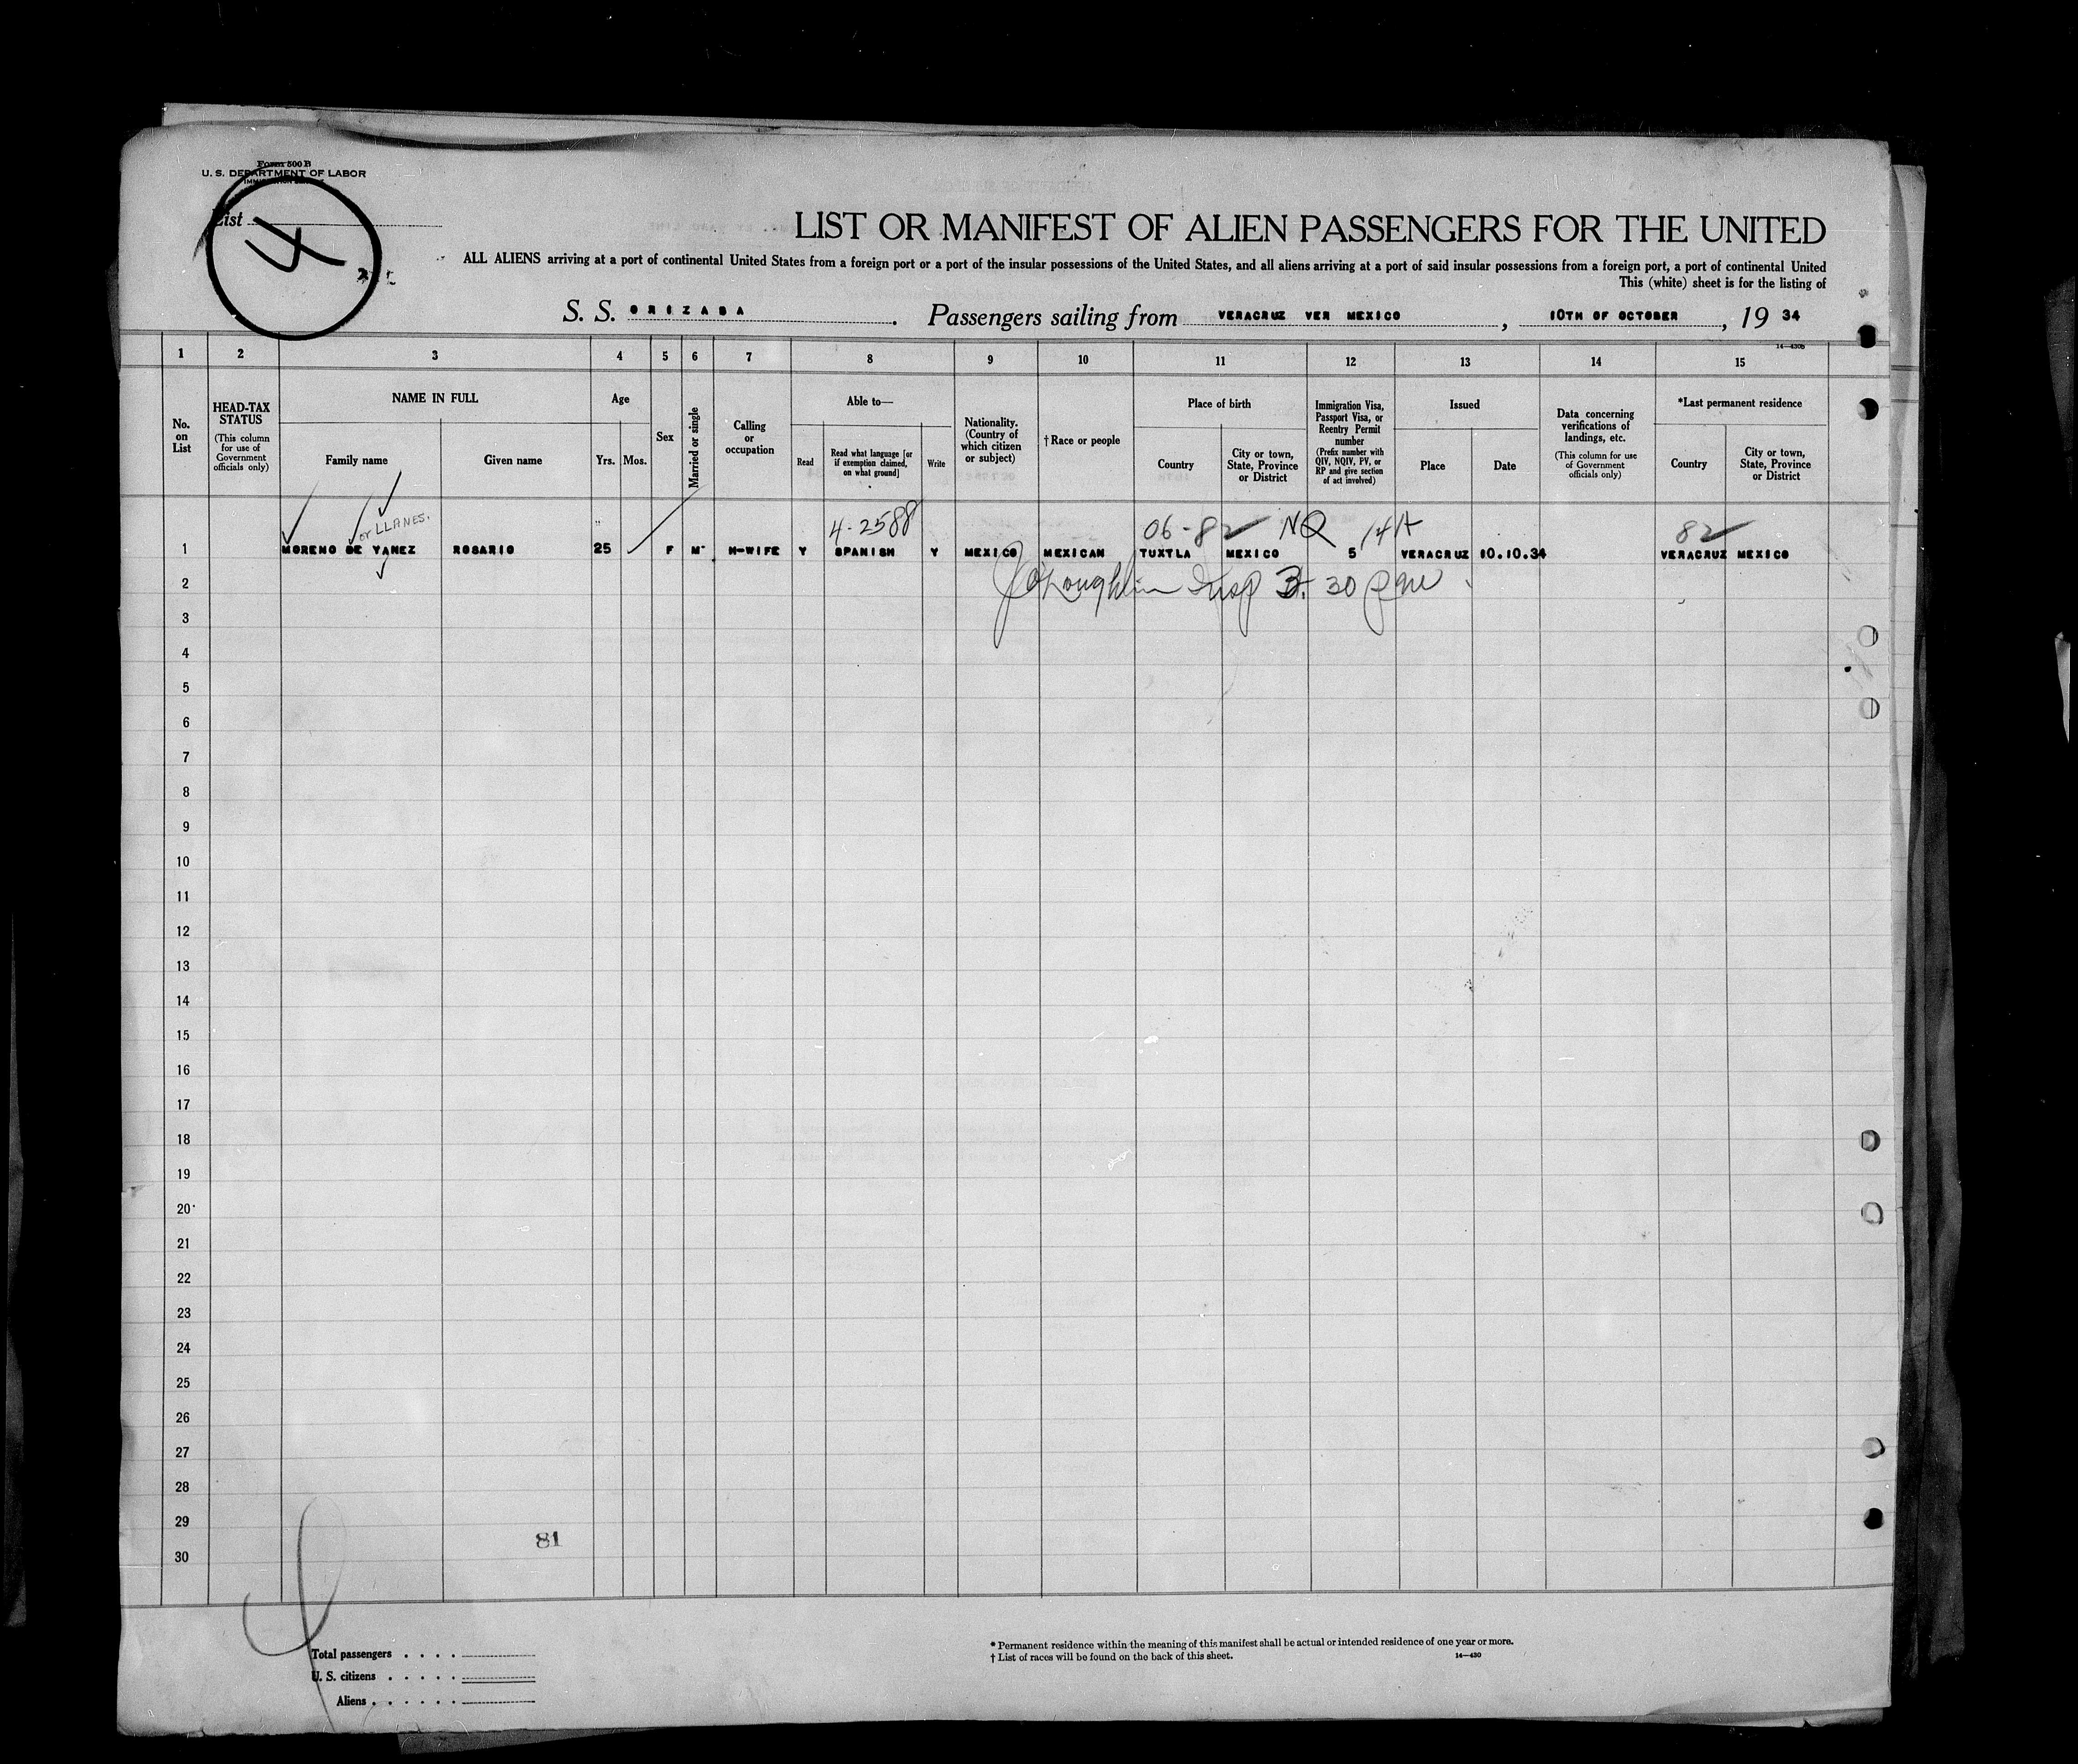 Form 500 B
U. S. DEPARTMENT OF LABOR
List
4
LIST OR MANIFEST OF ALIEN PASSENGERS FOR THE UNITED
ALL ALIENS arriving at a port of continental United States from a foreign port or a port of the insular possessions of the United States, and all aliens arriving at a port of said insular possessions from a foreign port, a port of continental United
This (white) sheet is for the listing of
S. S. ORIZABA. Passengers sailing from VERACRUZ VER MEXICO, 10TH OF OCTOBER, 19 34
14—430B
1 2 3 4 5 6 7 8 9 10 11 12 13 14 15
No. on List
HEAD-TAX STATUS (This column for use of Government officials only)
NAME IN FULL
Family name
Given name
Age
Yrs. Mos.
Sex
Married or single
Calling or occupation
Able to—
Read
Read what language [or if exemption claimed, on what ground]
Write
Nationality. (Country of which citizen or subject)
†Race or people
Place of birth
Country
City or town, State, Province or District
Immigration Visa, Passport Visa, or Reentry Permit number (Prefix number with QIV, NQIV, PV, or RP and give section of act involved)
Issued
Place
Date
Data concerning verifications of landings, etc. (This column for use of Government officials only)
*Last permanent residence
Country
City or town, State, Province or District
or LLANES. 4-2588 06-82 NQ 14A 82
1 MORENO DE YANEZ ROSARIO 25 F M H-WIFE Y SPANISH Y MEXICO MEXICAN TUXTLA MEXICO 5 VERACRUZ 10.10.34 VERACRUZ MEXICO
2 O'Loughlin Insp 3. 30 pm
3
4
5
6
7
8
9
10
11
12
13
14
15
16
17
18
19
20
21
22
23
24
25
26
27
28
29
81
30
Total passengers . . . .
U. S. citizens . . . . .
Aliens . . . . . .
* Permanent residence within the meaning of this manifest shall be actual or intended residence of one year or more.
† List of races will be found on the back of this sheet.
14—430